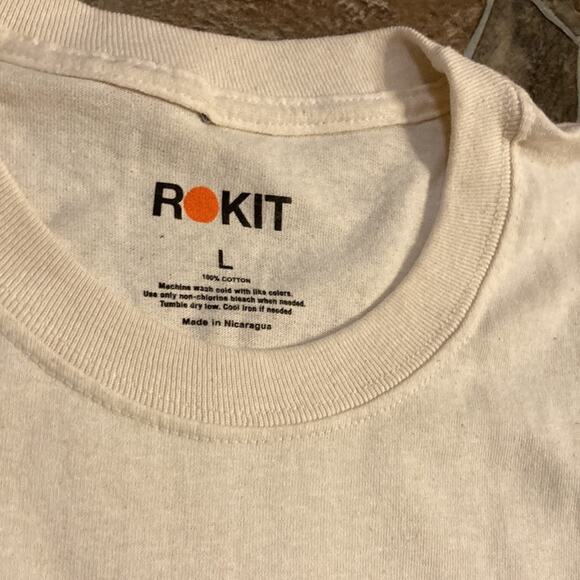 ROKIT
L
100% COTTON
Machine wash cold with like colors.
Use only non-chlorine bleach when needed.
Tumble dry low. Cool iron if needed
Made in Nicaragua